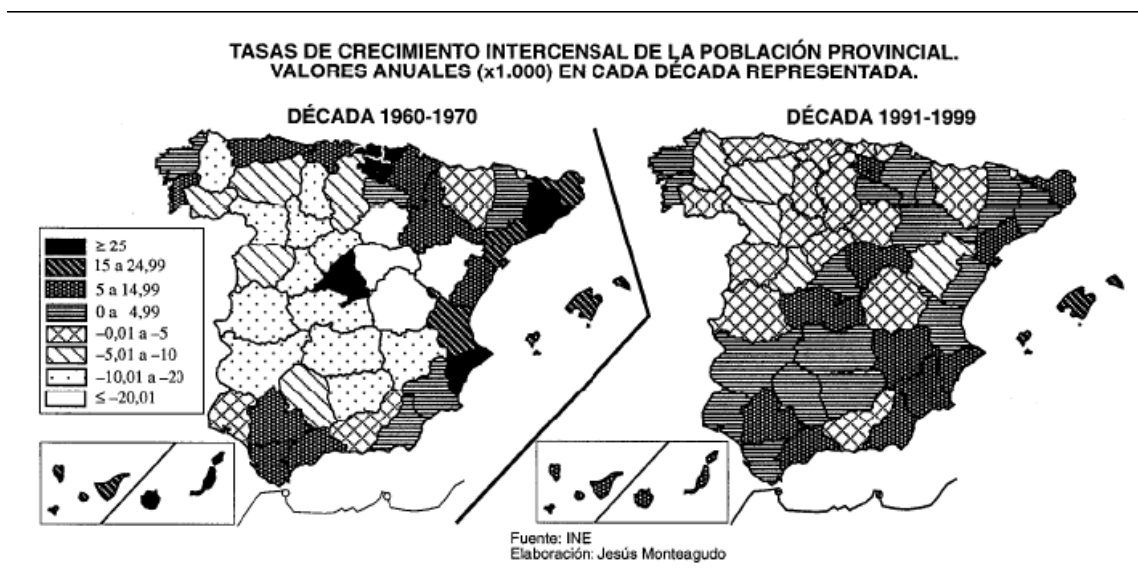 TASAS DE CRECIMIENTO INTERCENSAL DE LA POBLACIÓN PROVINCIAL.
VALORES ANUALES (x1.000) EN CADA DÉCADA REPRESENTADA.
DÉCADA 1960-1970
DÉCADA 1991-1999
≥ 25
15 a 24,99
5 a 14,99
0 a 4,99
–0,01 a –5
–5,01 a –10
–10,01 a –20
≤ –20,01
Fuente: INE
Elaboración: Jesús Monteagudo